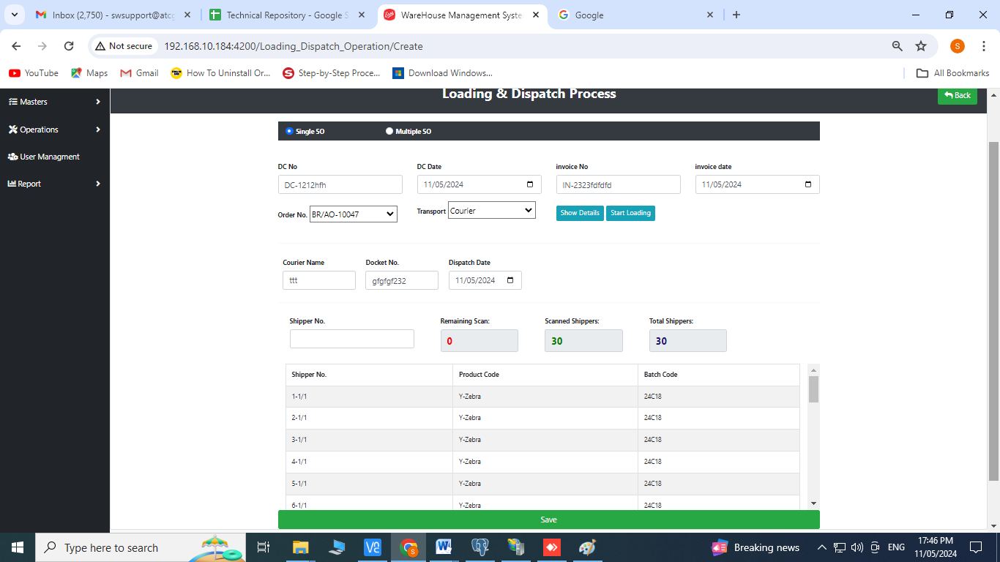 Inbox (2,750) - swsupport@atcg
Technical Repository - Google S
WareHouse Management Syste
Google
Not secure
192.168.10.184:4200/Loading_Dispatch_Operation/Create
YouTube
Maps
Gmail
How To Uninstall Or...
Step-by-Step Proce...
Download Windows...
All Bookmarks
Masters
Operations
User Managment
Report
Loading & Dispatch Process
Back
Single SO
Multiple SO
DC No
DC Date
invoice No
invoice date
DC-1212hfh
11/05/2024
IN-2323fdfdfd
11/05/2024
Order No. BR/AO-10047
Transport Courier
Show Details
Start Loading
Courier Name
Docket No.
Dispatch Date
ttt
gfgfgf232
11/05/2024
Shipper No.
Remaining Scan:
Scanned Shippers:
Total Shippers:
0
30
30
Shipper No. Product Code Batch Code
1-1/1 Y-Zebra 24C18
2-1/1 Y-Zebra 24C18
3-1/1 Y-Zebra 24C18
4-1/1 Y-Zebra 24C18
5-1/1 Y-Zebra 24C18
6-1/1 Y-Zebra 24C18
Save
Type here to search
Breaking news
ENG
17:46 PM
11/05/2024